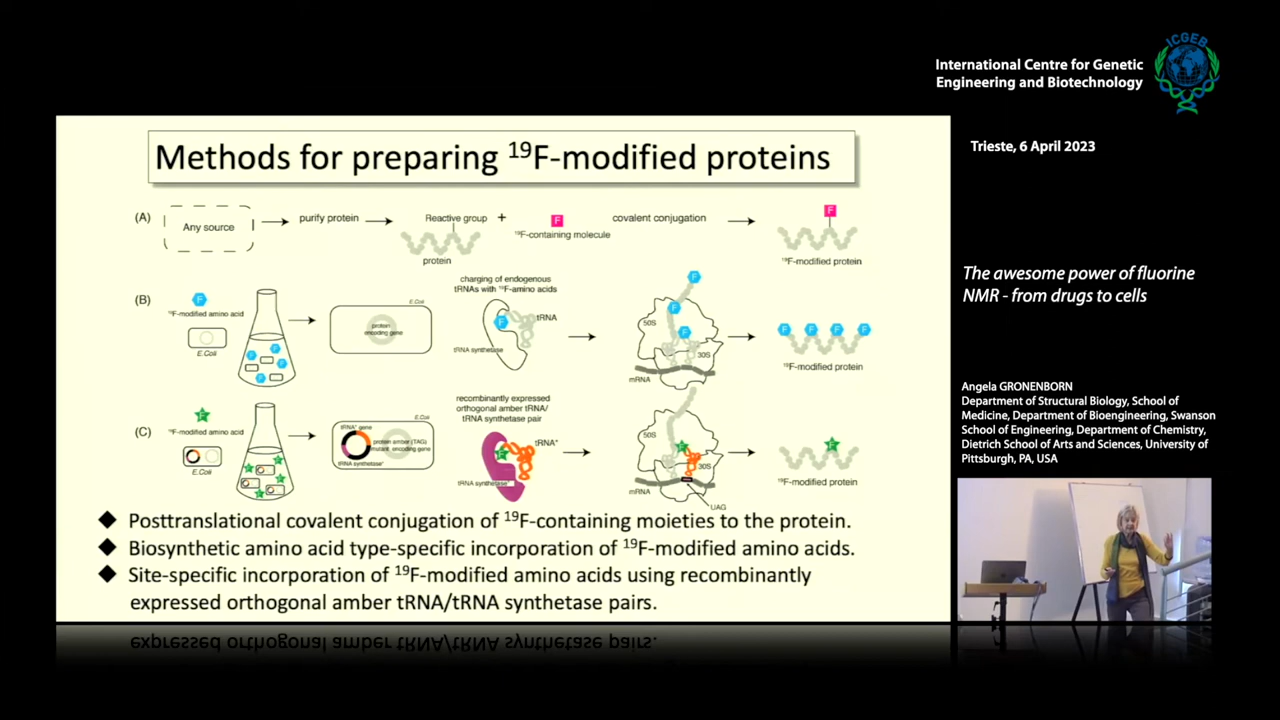 ICGEB
International Centre for Genetic
Engineering and Biotechnology
Trieste, 6 April 2023
Methods for preparing ¹⁹F-modified proteins
(A)
Any source
purify protein
Reactive group
+
F
¹⁹F-containing molecule
covalent conjugation
F
protein
¹⁹F-modified protein
(B)
F
¹⁹F-modified amino acid
E.Coli
F
F
F
F
E.Coli
protein
encoding gene
charging of endogenous
tRNAs with ¹⁹F-amino acids
F
tRNA
tRNA synthetase
F
F
F
50S
30S
mRNA
F F F F
¹⁹F-modified protein
(C)
F
¹⁹F-modified amino acid
E.Coli
F
F
F
F
E.Coli
tRNA* gene
protein amber (TAG)
mutant encoding gene
tRNA synthetase*
recombinantly expressed
orthogonal amber tRNA/
tRNA synthetase pair
F
tRNA*
tRNA synthetase*
50S
F
30S
mRNA
UAG
F
¹⁹F-modified protein
◆ Posttranslational covalent conjugation of ¹⁹F-containing moieties to the protein.
◆ Biosynthetic amino acid type-specific incorporation of ¹⁹F-modified amino acids.
◆ Site-specific incorporation of ¹⁹F-modified amino acids using recombinantly
expressed orthogonal amber tRNA/tRNA synthetase pairs.
The awesome power of fluorine
NMR - from drugs to cells
Angela GRONENBORN
Department of Structural Biology, School of
Medicine, Department of Bioengineering, Swanson
School of Engineering, Department of Chemistry,
Dietrich School of Arts and Sciences, University of
Pittsburgh, PA, USA